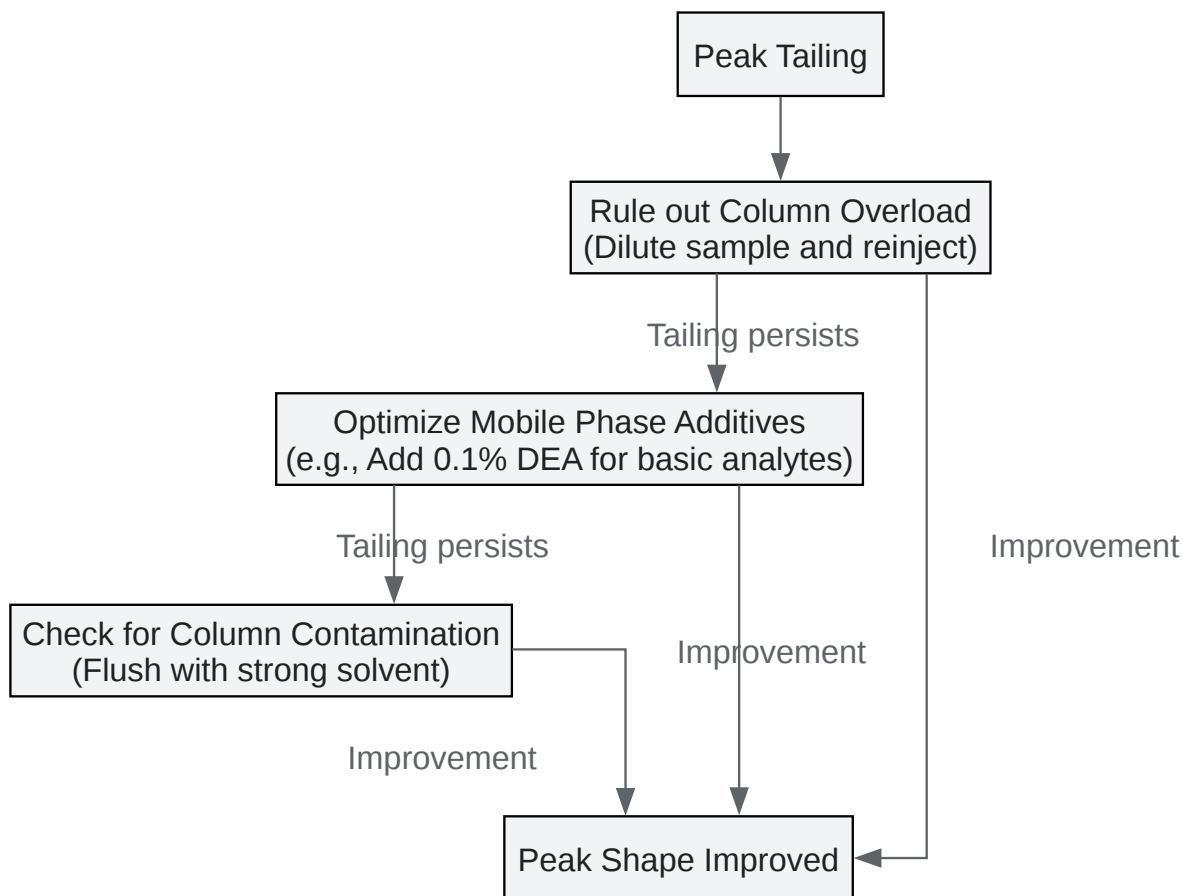 Peak Tailing
Rule out Column Overload
(Dilute sample and reinject)
Tailing persists
Optimize Mobile Phase Additives
(e.g., Add 0.1% DEA for basic analytes)
Tailing persists
Improvement
Check for Column Contamination
(Flush with strong solvent)
Improvement
Improvement
Peak Shape Improved